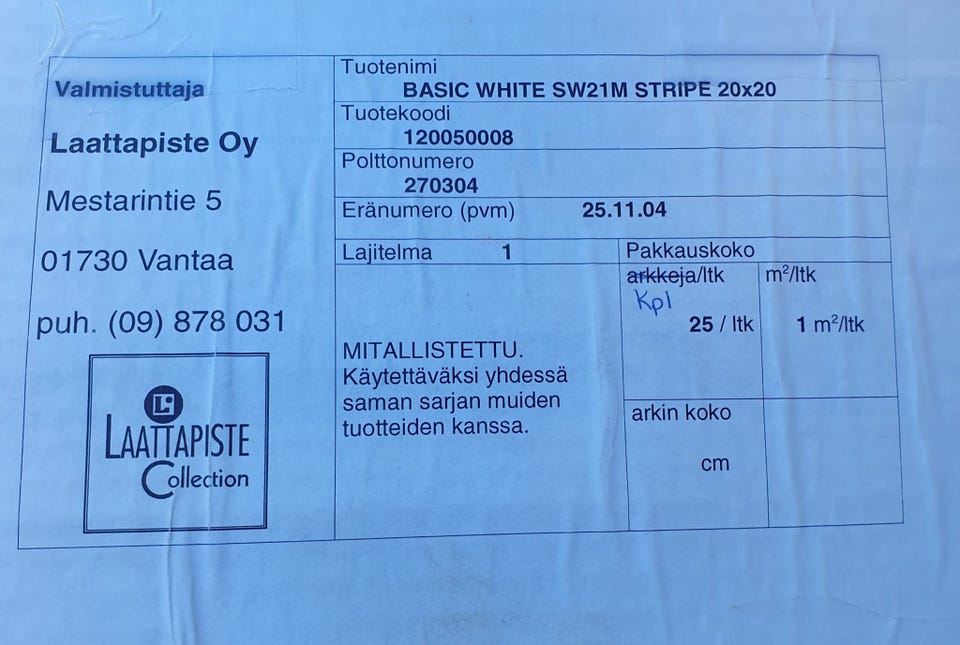 Valmistuttaja
Laattapiste Oy
Mestarintie 5
01730 Vantaa
puh. (09) 878 031
Li
LAATTAPISTE
Collection
Tuotenimi
BASIC WHITE SW21M STRIPE 20x20
Tuotekoodi
120050008
Polttonumero
270304
Eränumero (pvm) 25.11.04
Lajitelma 1
Pakkauskoko
arkkeja/ltk
Kpl
25 / ltk
m²/ltk
1 m²/ltk
MITALLISTETTU.
Käytettäväksi yhdessä
saman sarjan muiden
tuotteiden kanssa.
arkin koko
cm